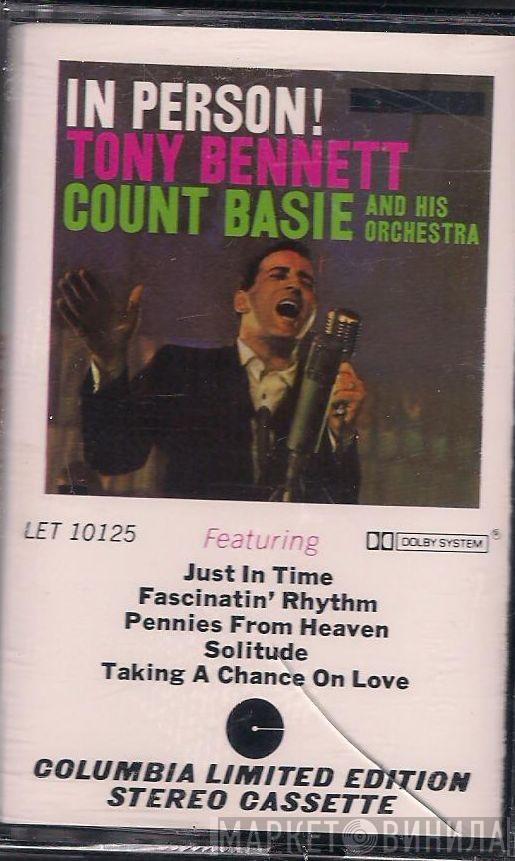 IN PERSON!
TONY BENNETT
COUNT BASIE AND HIS ORCHESTRA
LET 10125
Featuring
DOLBY SYSTEM ®
Just In Time
Fascinatin' Rhythm
Pennies From Heaven
Solitude
Taking A Chance On Love
COLUMBIA LIMITED EDITION
STEREO CASSETTE
МАРКЕТ ВИНИЛА